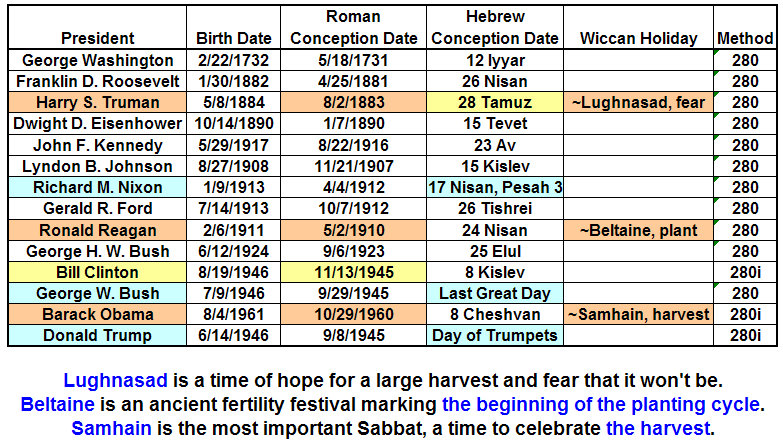 President Birth Date Roman Conception Date Hebrew Conception Date Wiccan Holiday Method
George Washington 2/22/1732 5/18/1731 12 Iyyar 280
Franklin D. Roosevelt 1/30/1882 4/25/1881 26 Nisan 280
Harry S. Truman 5/8/1884 8/2/1883 28 Tamuz ~Lughnasad, fear 280
Dwight D. Eisenhower 10/14/1890 1/7/1890 15 Tevet 280
John F. Kennedy 5/29/1917 8/22/1916 23 Av 280
Lyndon B. Johnson 8/27/1908 11/21/1907 15 Kislev 280
Richard M. Nixon 1/9/1913 4/4/1912 17 Nisan, Pesah 3 280
Gerald R. Ford 7/14/1913 10/7/1912 26 Tishrei 280
Ronald Reagan 2/6/1911 5/2/1910 24 Nisan ~Beltaine, plant 280
George H. W. Bush 6/12/1924 9/6/1923 25 Elul 280
Bill Clinton 8/19/1946 11/13/1945 8 Kislev 280i
George W. Bush 7/9/1946 9/29/1945 Last Great Day 280
Barack Obama 8/4/1961 10/29/1960 8 Cheshvan ~Samhain, harvest 280i
Donald Trump 6/14/1946 9/8/1945 Day of Trumpets 280i
Lughnasad is a time of hope for a large harvest and fear that it won't be.
Beltaine is an ancient fertility festival marking the beginning of the planting cycle.
Samhain is the most important Sabbat, a time to celebrate the harvest.